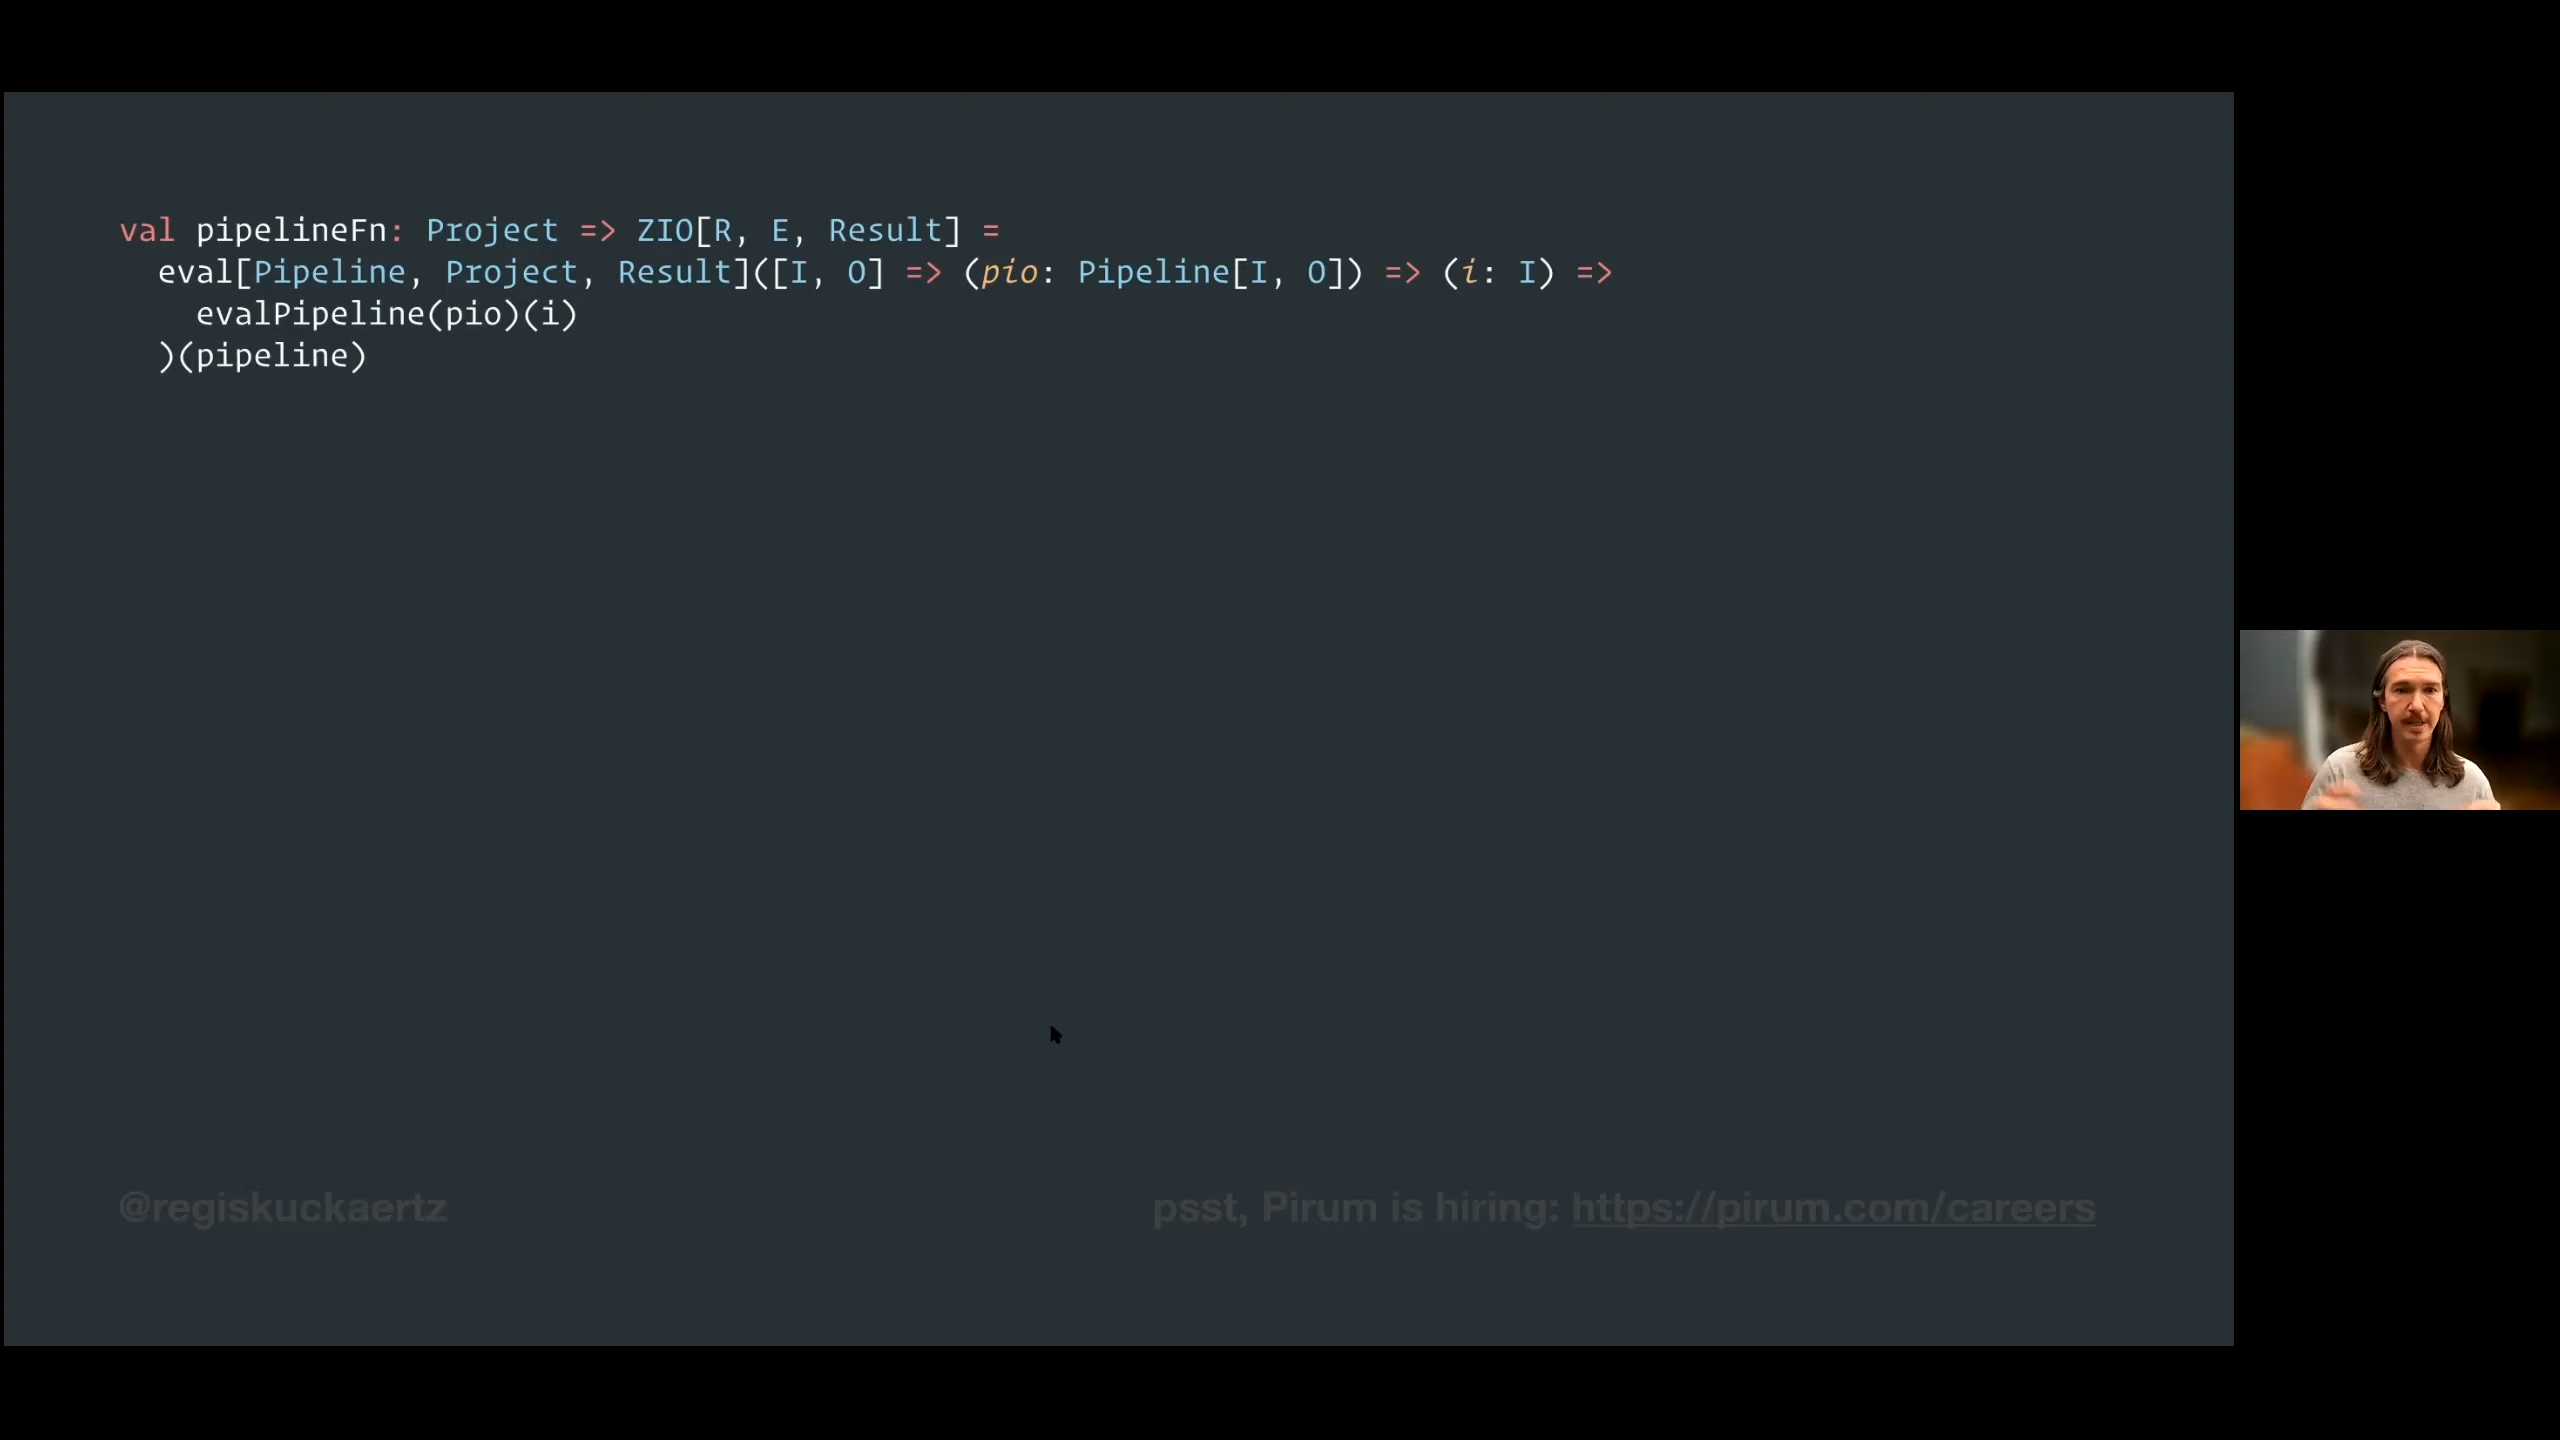 val pipelineFn: Project => ZIO[R, E, Result] =
eval[Pipeline, Project, Result]([I, O] => (pio: Pipeline[I, O]) => (i: I) =>
evalPipeline(pio)(i)
)(pipeline)
@regiskuckaertz
psst, Pirum is hiring: https://pirum.com/careers